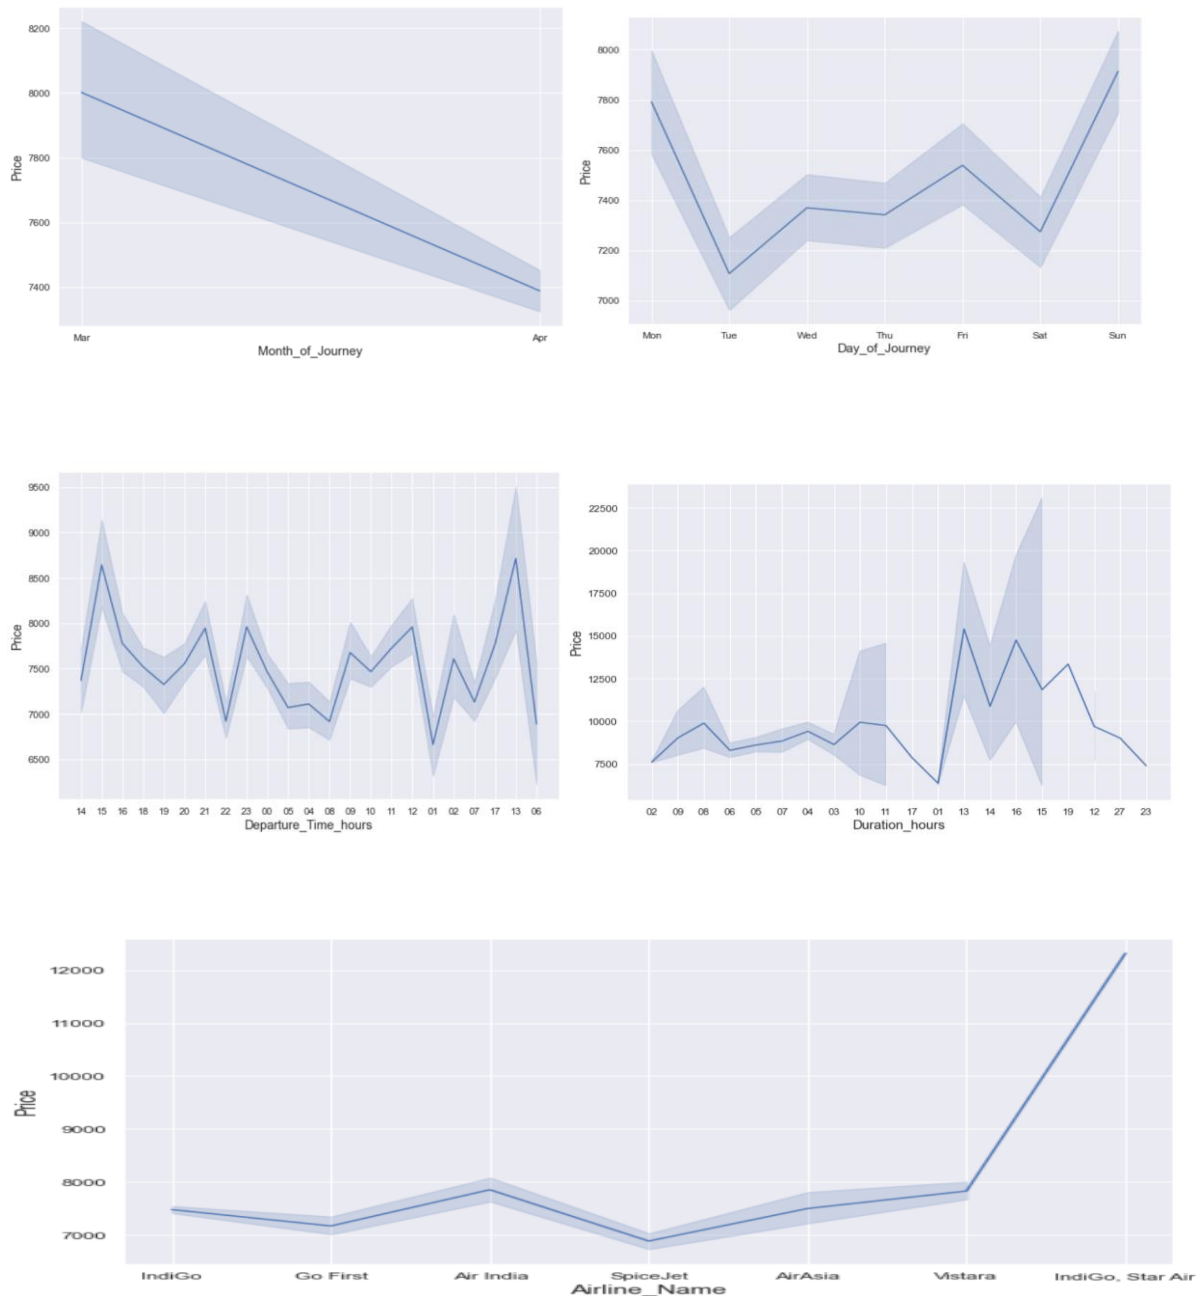 8200
8000
7800
7600
7400
Price
Mar Apr
Month_of_Journey
8000
7800
7600
7400
7200
7000
Price
Mon Tue Wed Thu Fri Sat Sun
Day_of_Journey
9500
9000
8500
8000
7500
7000
6500
Price
14 15 16 18 19 20 21 22 23 00 05 04 08 09 10 11 12 01 02 07 17 13 06
Departure_Time_hours
22500
20000
17500
15000
12500
10000
7500
Price
02 09 08 06 05 07 04 03 10 11 17 01 13 14 16 15 19 12 27 23
Duration_hours
12000
11000
10000
9000
8000
7000
Price
IndiGo Go First Air India SpiceJet AirAsia Vistara IndiGo, Star Air
Airline_Name